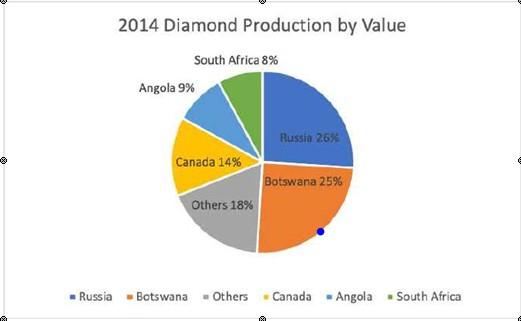 2014 Diamond Production by Value
South Africa 8%
Angola 9%
Russia 26%
Canada 14%
Botswana 25%
Others 18%
Russia Botswana Others Canada Angola South Africa